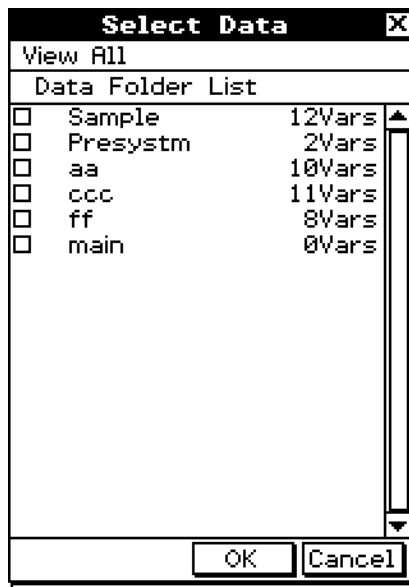 Select Data X
View All
Data Folder List
Sample 12Vars
Presystm 2Vars
aa 10Vars
ccc 11Vars
ff 8Vars
main 0Vars
OK Cancel